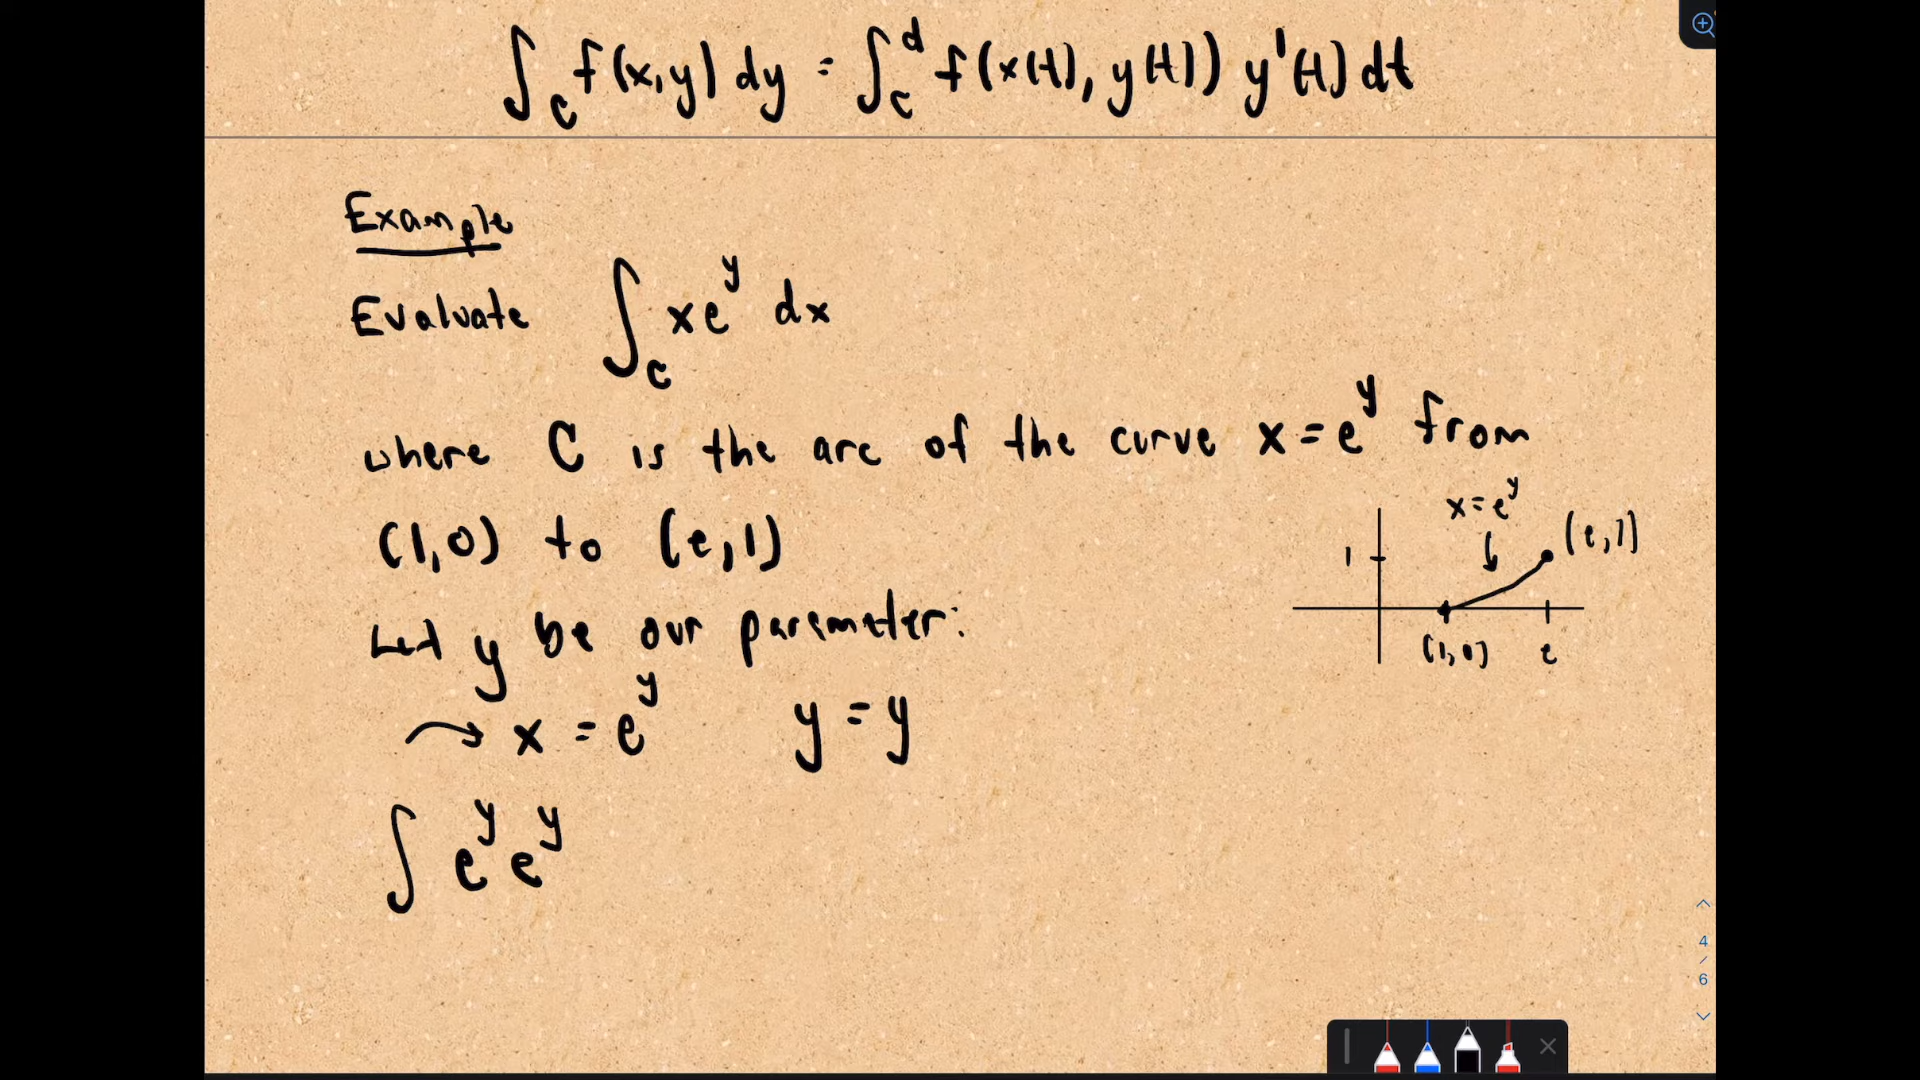 ∫_C f(x,y) dy = ∫_c^d f(x(t), y(t)) y'(t) dt
Example
Evaluate ∫_C xe^y dx
where C is the arc of the curve x = e^y from
(1,0) to (e,1)
x = e^y
(e,1)
1
(1,0) e
Let y be our parameter:
→ x = e^y y = y
∫ e^y e^y
4
/
6